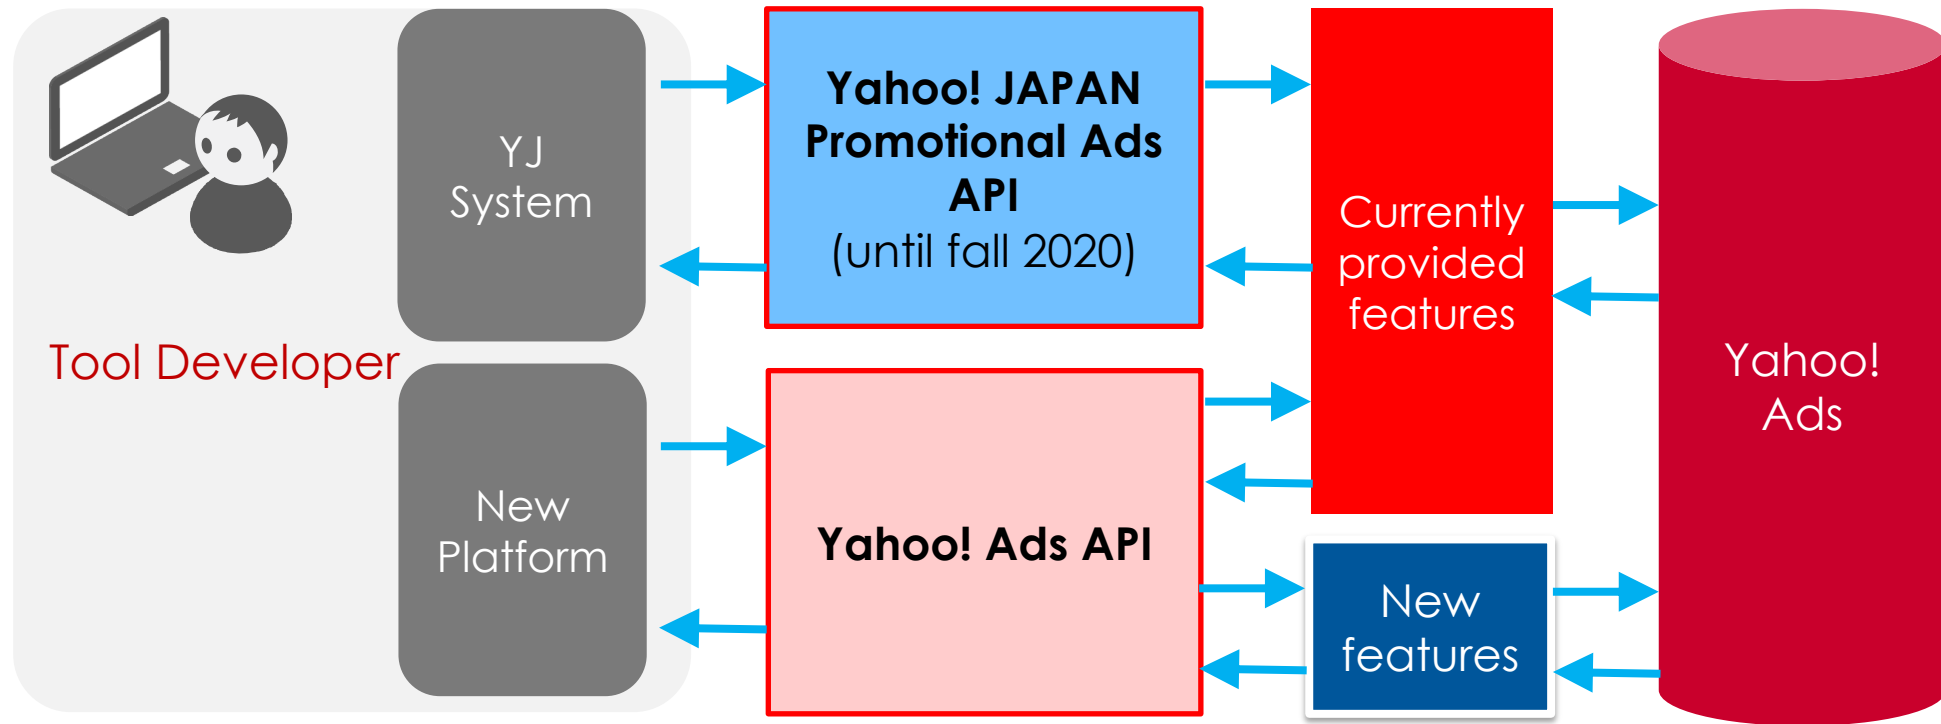 Tool Developer
YJ
System
New
Platform
Yahoo! JAPAN
Promotional Ads
API
(until fall 2020)
Yahoo! Ads API
Currently
provided
features
New
features
Yahoo!
Ads